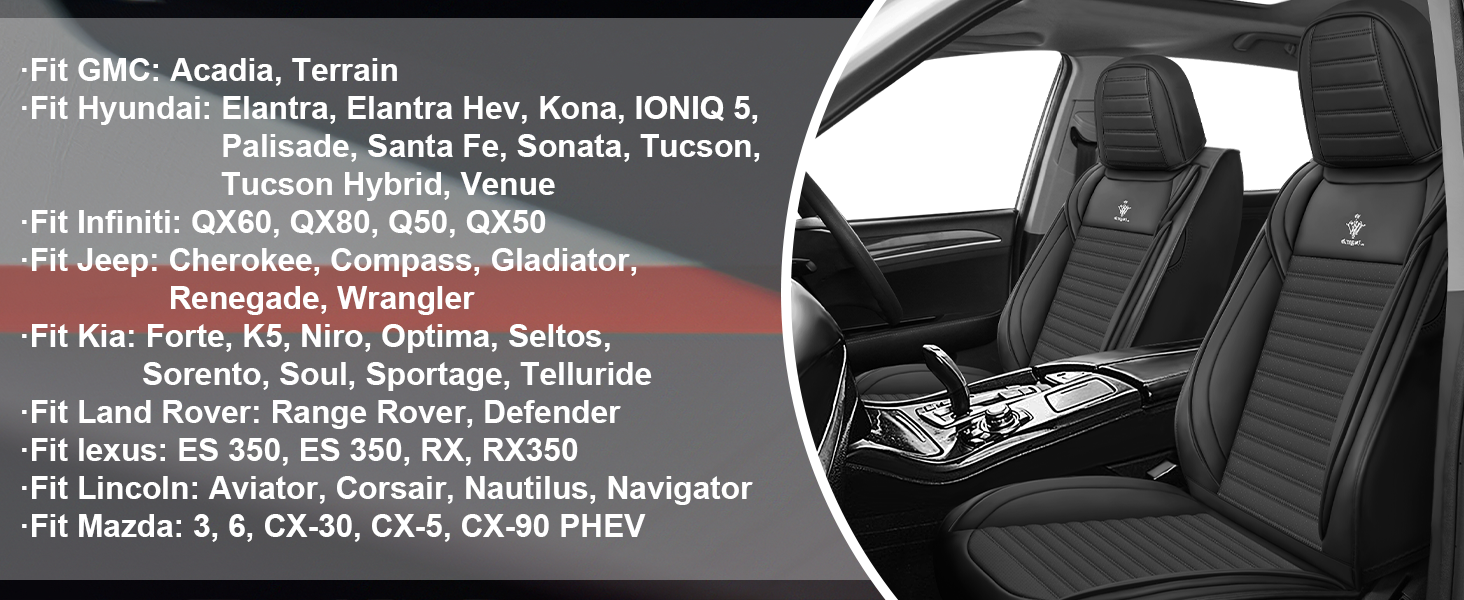 ·Fit GMC: Acadia, Terrain
·Fit Hyundai: Elantra, Elantra Hev, Kona, IONIQ 5,
Palisade, Santa Fe, Sonata, Tucson,
Tucson Hybrid, Venue
·Fit Infiniti: QX60, QX80, Q50, QX50
·Fit Jeep: Cherokee, Compass, Gladiator,
Renegade, Wrangler
·Fit Kia: Forte, K5, Niro, Optima, Seltos,
Sorento, Soul, Sportage, Telluride
·Fit Land Rover: Range Rover, Defender
·Fit lexus: ES 350, ES 350, RX, RX350
·Fit Lincoln: Aviator, Corsair, Nautilus, Navigator
·Fit Mazda: 3, 6, CX-30, CX-5, CX-90 PHEV